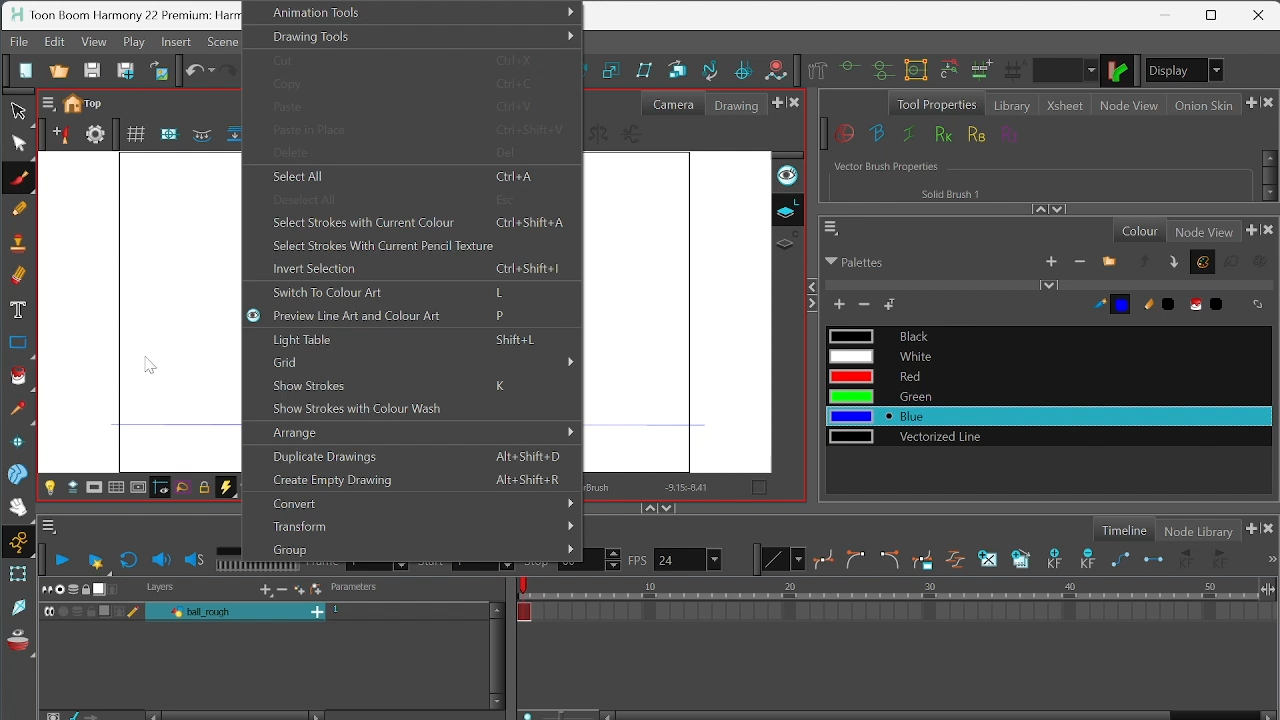 Toon Boom Harmony 22 Premium: Harm
File Edit View Play Insert Scene
Animation Tools
Drawing Tools
Cut Ctrl+X
Copy Ctrl+C
Paste Ctrl+V
Paste in Place Ctrl+Shift+V
Delete Del
Select All Ctrl+A
Deselect All Esc
Select Strokes with Current Colour Ctrl+Shift+A
Select Strokes With Current Pencil Texture
Invert Selection Ctrl+Shift+I
Switch To Colour Art L
Preview Line Art and Colour Art P
Light Table Shift+L
Grid
Show Strokes K
Show Strokes with Colour Wash
Arrange
Duplicate Drawings Alt+Shift+D
Create Empty Drawing Alt+Shift+R
Convert
Transform
Group
Display
Top
Camera Drawing
Tool Properties Library Xsheet Node View Onion Skin
Vector Brush Properties
Solid Brush 1
Colour Node View
Palettes
Black
White
Red
Green
Blue
Vectorized Line
Brush -9.15:-8.41
Timeline Node Library
Frame Start Stop FPS 24
KF KF KF KF
Layers Parameters
10 20 30 40 50
ball_rough 1